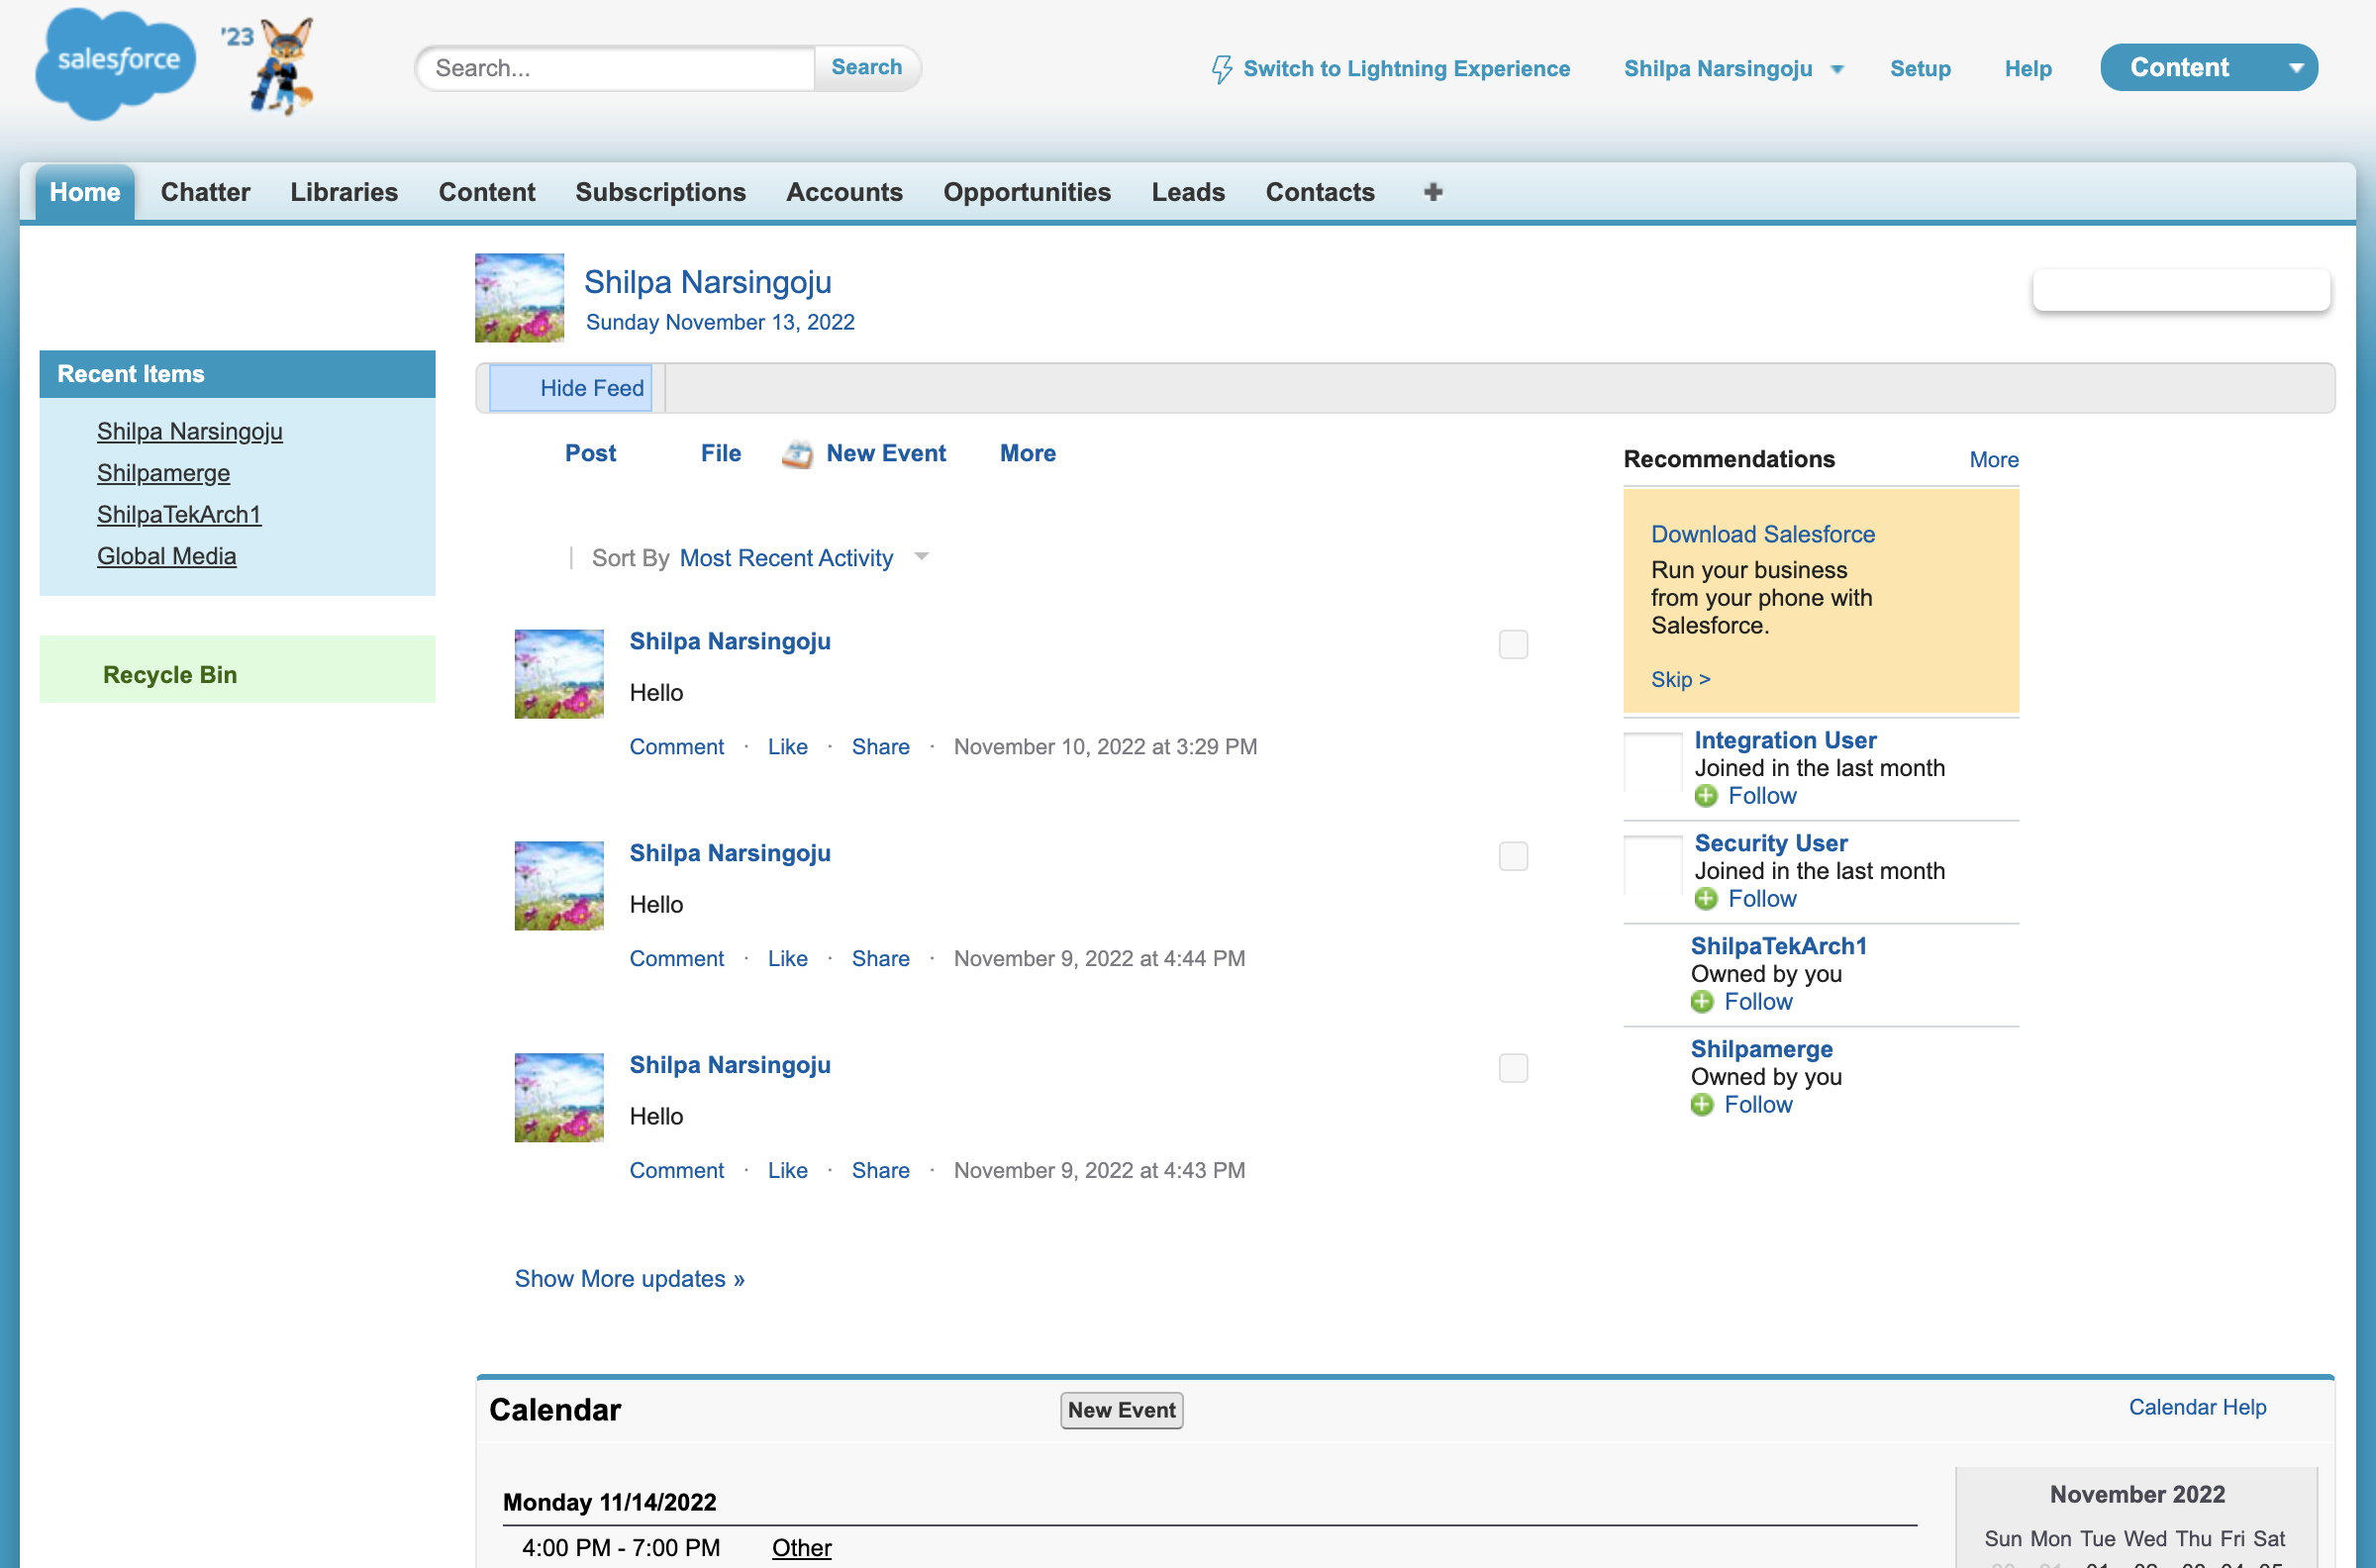 salesforce
'23
Search...
Search
Switch to Lightning Experience
Shilpa Narsingoju
Setup
Help
Content
Home
Chatter
Libraries
Content
Subscriptions
Accounts
Opportunities
Leads
Contacts
Shilpa Narsingoju
Sunday November 13, 2022
Recent Items
Shilpa Narsingoju
Shilpamerge
ShilpaTekArch1
Global Media
Recycle Bin
Hide Feed
Post
File
New Event
More
Sort By Most Recent Activity
Shilpa Narsingoju
Hello
Comment · Like · Share · November 10, 2022 at 3:29 PM
Shilpa Narsingoju
Hello
Comment · Like · Share · November 9, 2022 at 4:44 PM
Shilpa Narsingoju
Hello
Comment · Like · Share · November 9, 2022 at 4:43 PM
Show More updates »
Recommendations
More
Download Salesforce
Run your business
from your phone with
Salesforce.
Skip >
Integration User
Joined in the last month
Follow
Security User
Joined in the last month
Follow
ShilpaTekArch1
Owned by you
Follow
Shilpamerge
Owned by you
Follow
Calendar
New Event
Calendar Help
Monday 11/14/2022
4:00 PM - 7:00 PM Other
November 2022
Sun Mon Tue Wed Thu Fri Sat